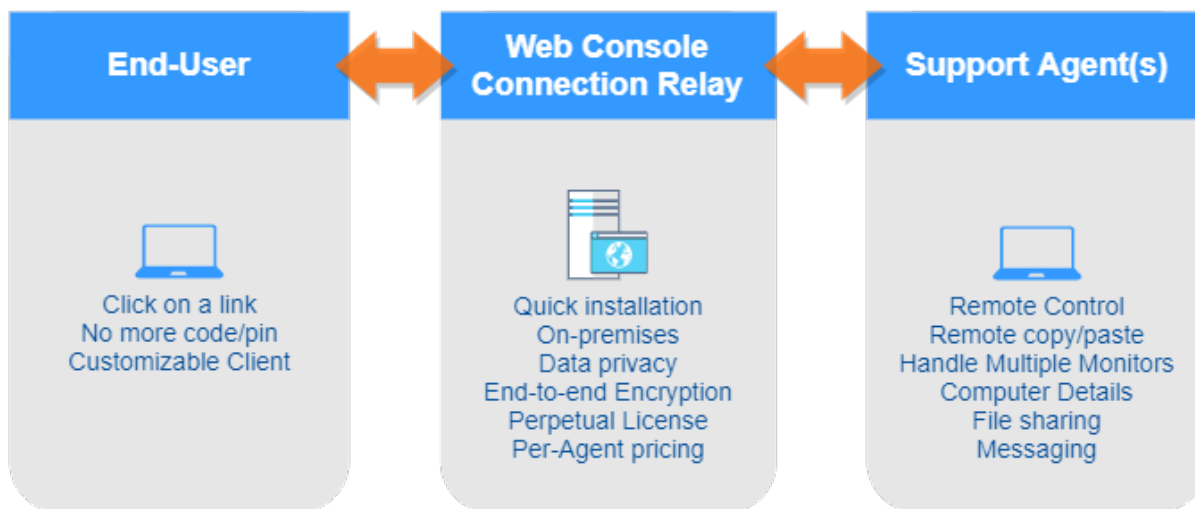 End-User
Click on a link
No more code/pin
Customizable Client
Web Console
Connection Relay
Quick installation
On-premises
Data privacy
End-to-end Encryption
Perpetual License
Per-Agent pricing
Support Agent(s)
Remote Control
Remote copy/paste
Handle Multiple Monitors
Computer Details
File sharing
Messaging